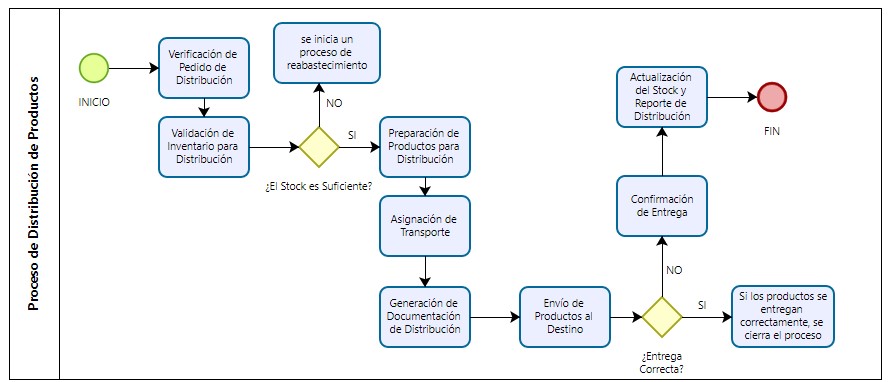 Proceso de Distribución de Productos
INICIO
Verificación de
Pedido de
Distribución
Validación de
Inventario para
Distribución
se inicia un
proceso de
reabastecimiento
NO
SI
¿El Stock es Suficiente?
Preparación de
Productos para
Distribución
Asignación de
Transporte
Generación de
Documentación
de Distribución
Envío de
Productos al
Destino
¿Entrega
Correcta?
SI
Si los productos se
entregan
correctamente, se
cierra el proceso
NO
Confirmación
de Entrega
Actualización
del Stock y
Reporte de
Distribución
FIN